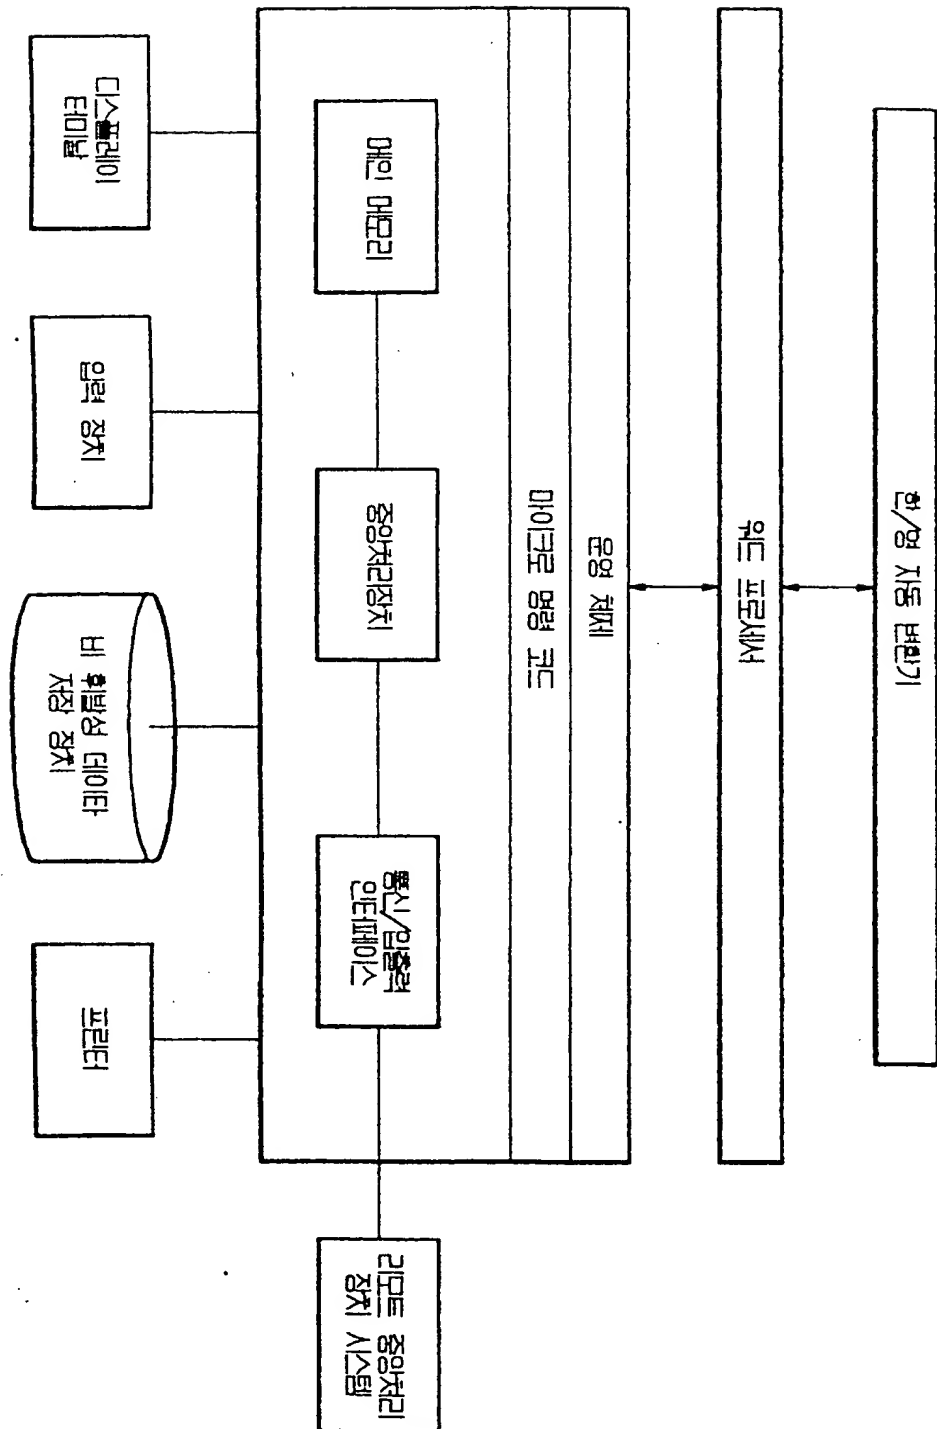 한/영 자동 변환기
워드 프로세서
운영 체제
마이크로 명령 코드
메인 메모리
중앙처리장치
통신/입출력
인터페이스
리모트 중앙처리
장치 시스템
디스플레이
터미날
입력 장치
비 휘발성 데이타
저장 장치
프린터